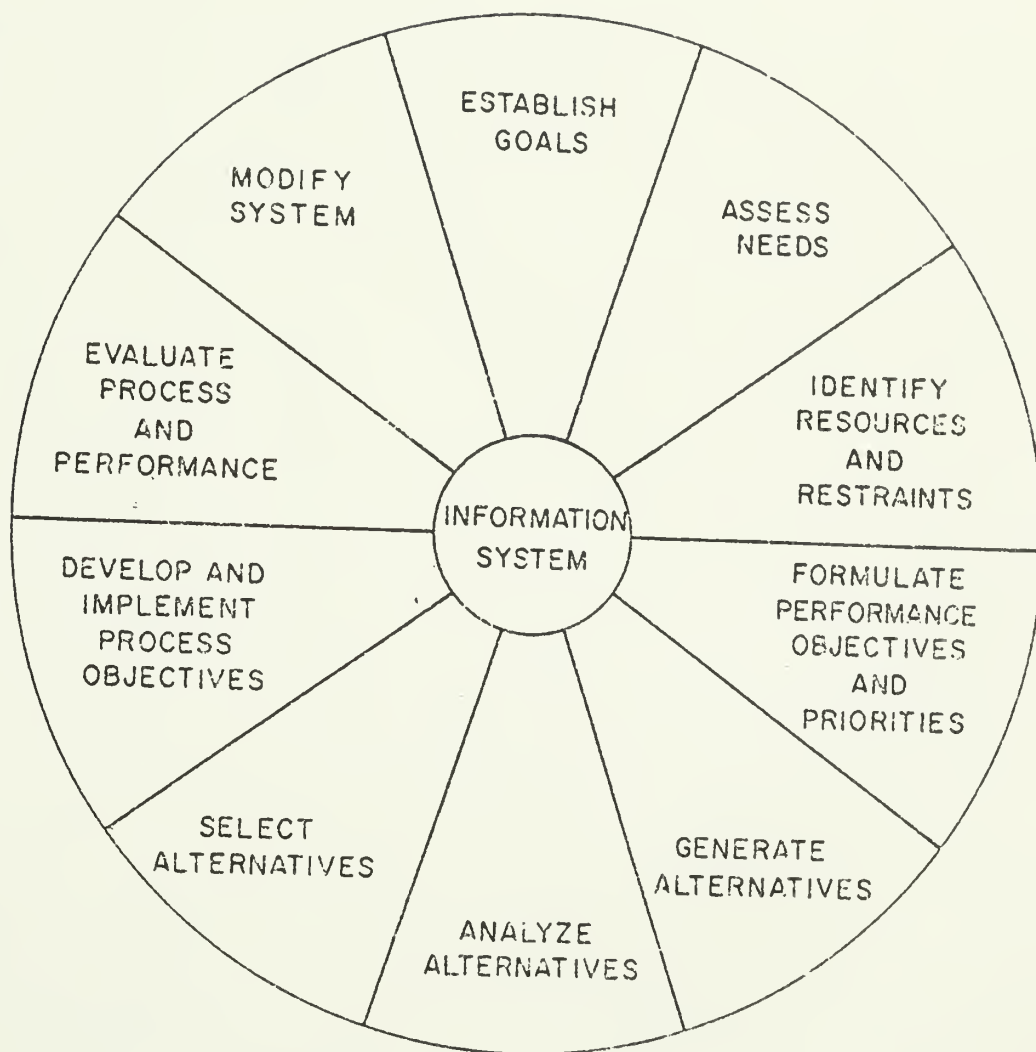 ESTABLISH
GOALS
ASSESS
NEEDS
IDENTIFY
RESOURCES
AND
RESTRAINTS
FORMULATE
PERFORMANCE
OBJECTIVES
AND
PRIORITIES
GENERATE
ALTERNATIVES
ANALYZE
ALTERNATIVES
SELECT
ALTERNATIVES
DEVELOP AND
IMPLEMENT
PROCESS
OBJECTIVES
EVALUATE
PROCESS
AND
PERFORMANCE
MODIFY
SYSTEM
INFORMATION
SYSTEM